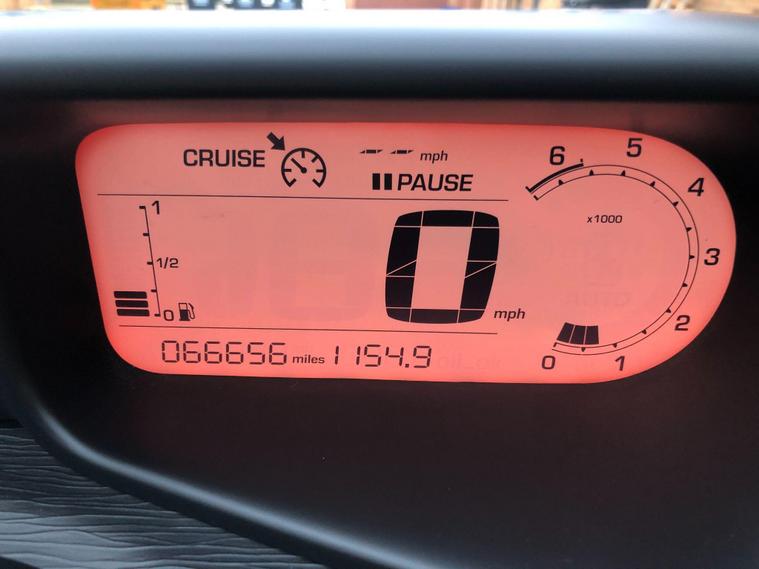 CRUISE -- -- mph
PAUSE
6 5 4 3 2 1 0
x1000
1
1/2
0
0 mph
066656 miles 1154.9